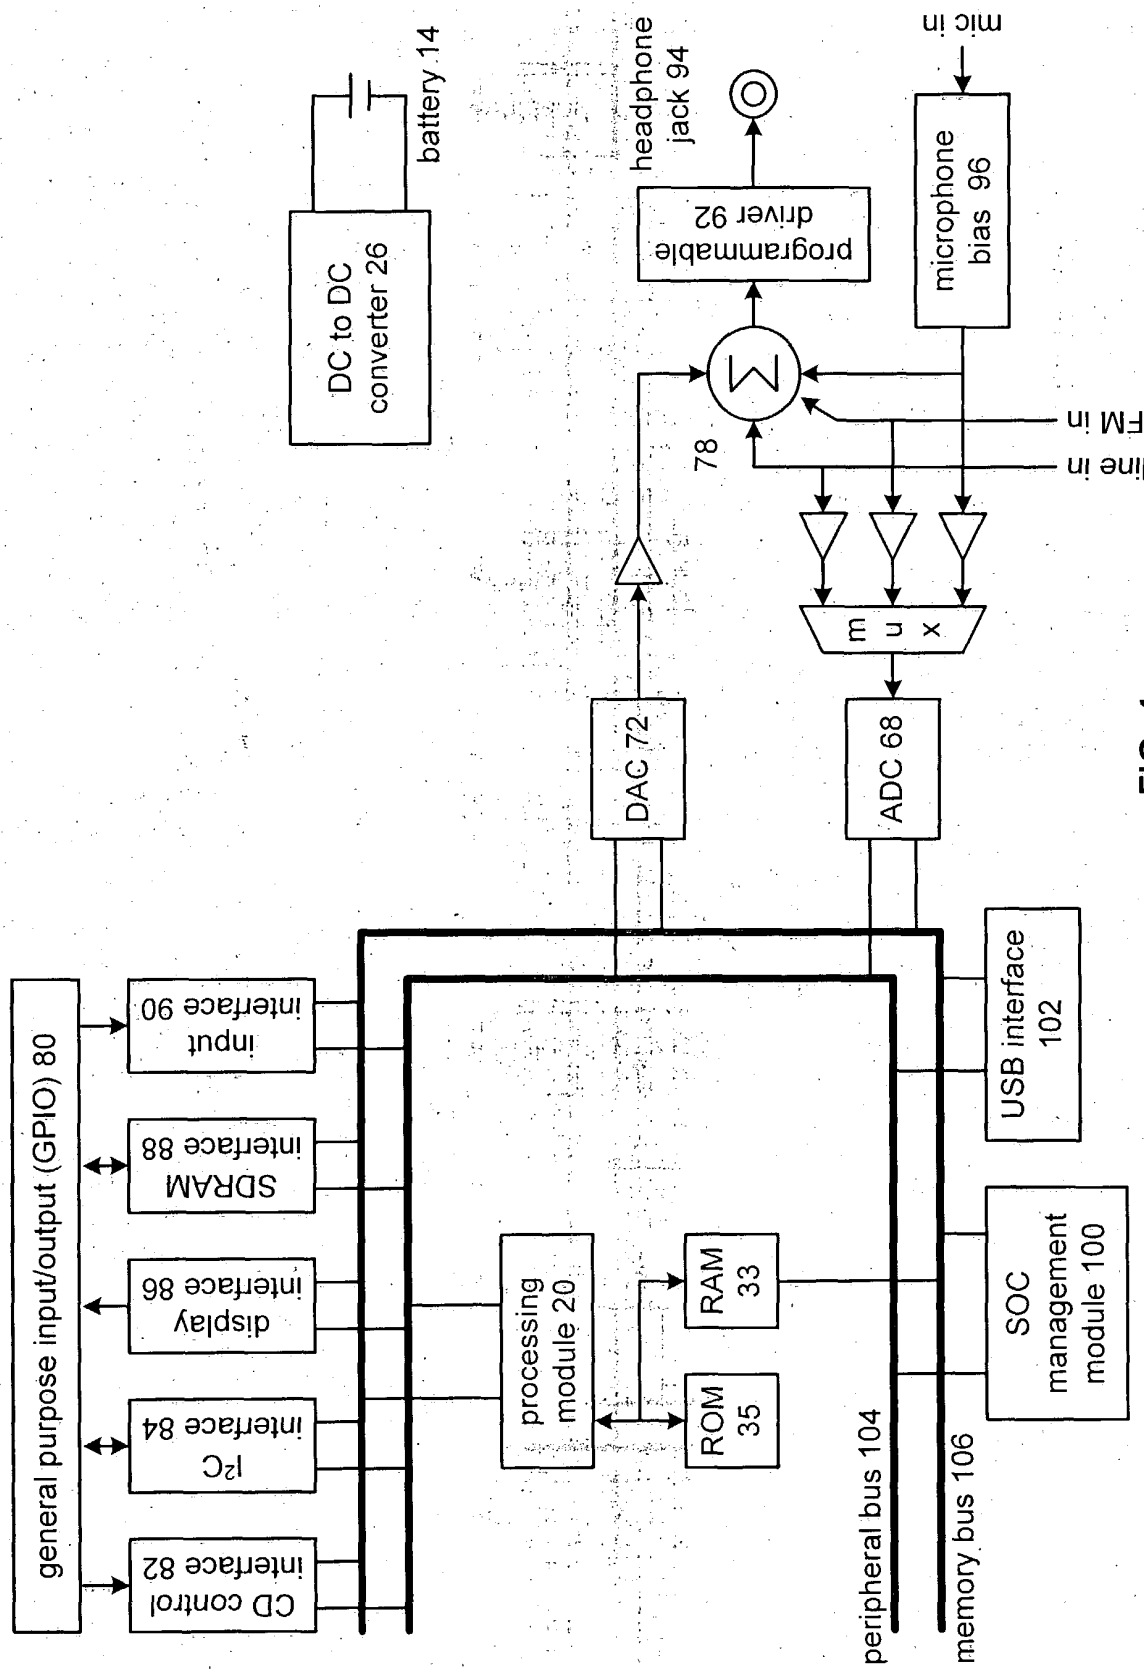 general purpose input/output (GPIO) 80
CD control
interface 82
I²C
interface 84
display
interface 86
SDRAM
interface 88
input
interface 90
processing
module 20
ROM
35
RAM
33
peripheral bus 104
memory bus 106
SOC
management
module 100
USB interface
102
DAC 72
ADC 68
m
u
x
78
Σ
line in
FM in
mic in
microphone
bias 96
programmable
driver 92
headphone
jack 94
DC to DC
converter 26
battery 14